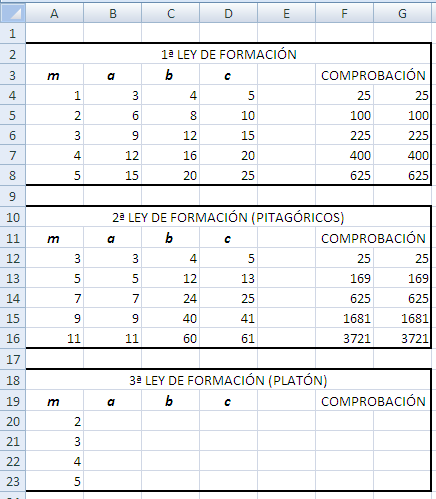 A B C D E F G
1
2 1ª LEY DE FORMACIÓN
3 m a b c COMPROBACIÓN
4 1 3 4 5 25 25
5 2 6 8 10 100 100
6 3 9 12 15 225 225
7 4 12 16 20 400 400
8 5 15 20 25 625 625
9
10 2ª LEY DE FORMACIÓN (PITAGÓRICOS)
11 m a b c COMPROBACIÓN
12 3 3 4 5 25 25
13 5 5 12 13 169 169
14 7 7 24 25 625 625
15 9 9 40 41 1681 1681
16 11 11 60 61 3721 3721
17
18 3ª LEY DE FORMACIÓN (PLATÓN)
19 m a b c COMPROBACIÓN
20 2
21 3
22 4
23 5